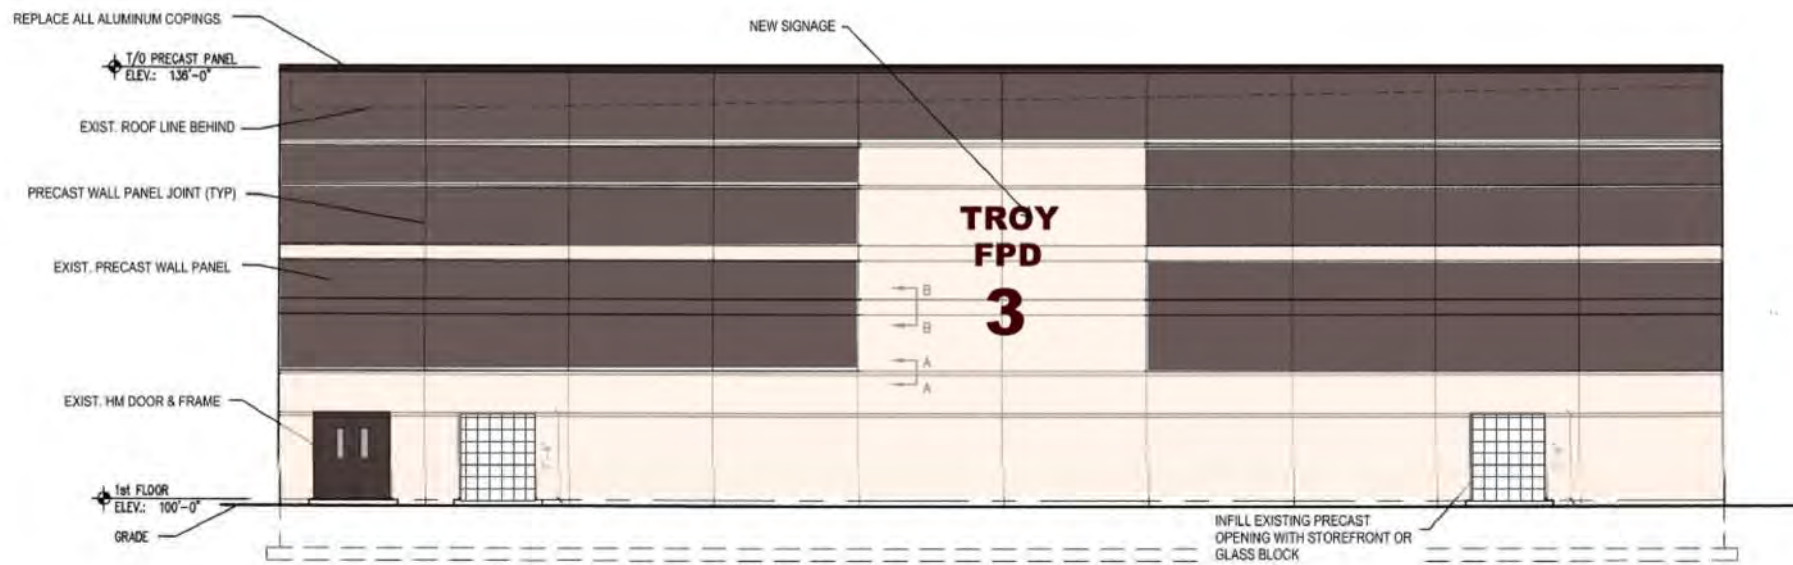 REPLACE ALL ALUMINUM COPINGS
NEW SIGNAGE
T/O PRECAST PANEL
ELEV.: 136'-0"
EXIST. ROOF LINE BEHIND
PRECAST WALL PANEL JOINT (TYP)
TROY
FPD
3
EXIST. PRECAST WALL PANEL
B
B
A
A
EXIST. HM DOOR & FRAME
1st FLOOR
ELEV.: 100'-0"
GRADE
INFILL EXISTING PRECAST
OPENING WITH STOREFRONT OR
GLASS BLOCK